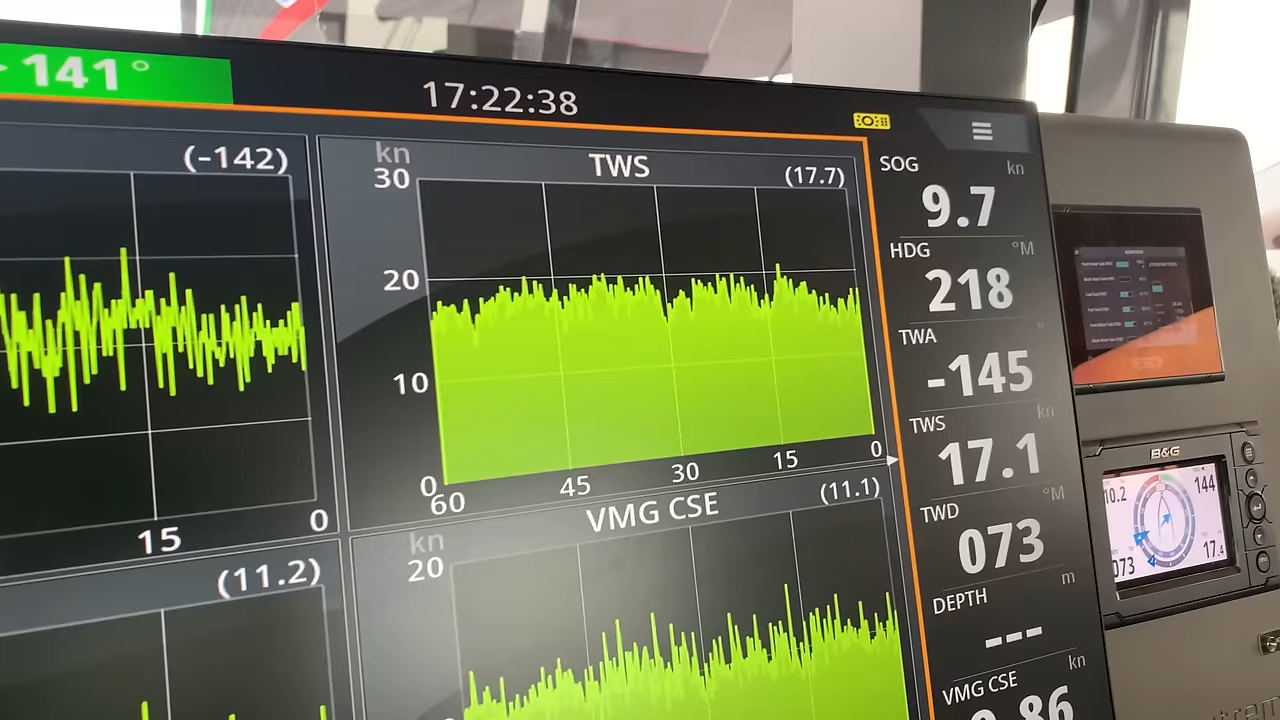 141°
17:22:38
(-142)
15
0
(11.2)
kn
TWS
(17.7)
30
20
10
0
60
45
30
15
0
kn
VMG CSE
(11.1)
20
SOG
kn
9.7
HDG
°M
218
TWA
°
-145
TWS
kn
17.1
TWD
°M
073
DEPTH
m
---
VMG CSE
kn
B&G
10.2
144
073
17.4